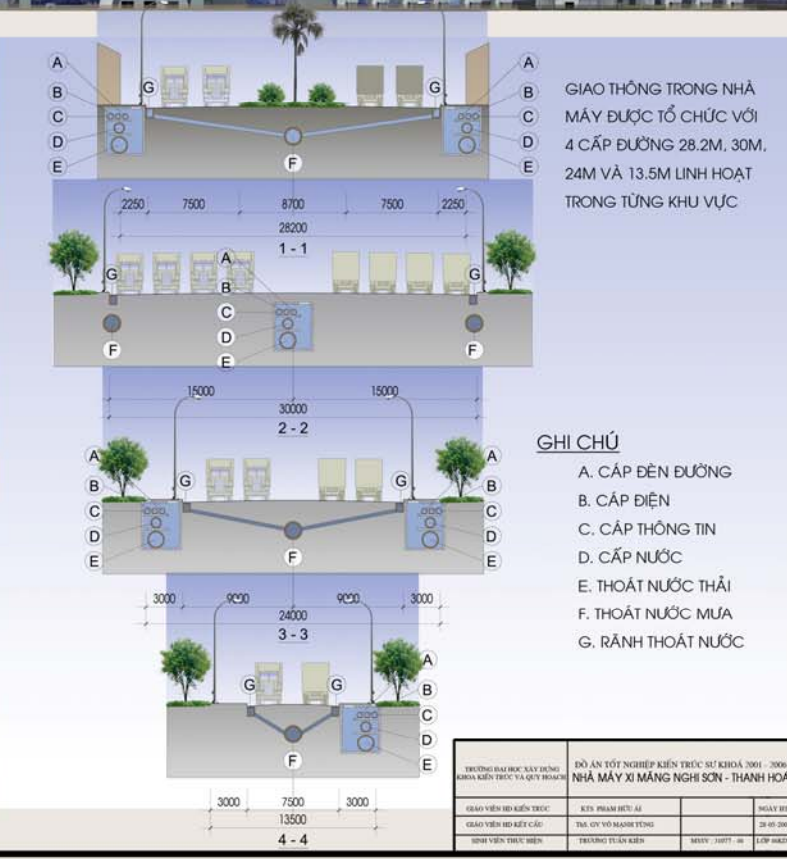 A
B
C
D
E
G
F
G
A
B
C
D
E
GIAO THÔNG TRONG NHÀ
MÁY ĐƯỢC TỔ CHỨC VỚI
4 CẤP ĐƯỜNG 28.2M, 30M,
24M VÀ 13.5M LINH HOẠT
TRONG TỪNG KHU VỰC
2250 7500 8700 7500 2250
28200
1 - 1
G
F
A
B
C
D
E
G
F
15000 15000
30000
2 - 2
A
B
C
D
E
G
F
G
A
B
C
D
E
3000 9000 9000 3000
24000
3 - 3
G
F
G
A
B
C
D
E
3000 7500 3000
13500
4 - 4
GHI CHÚ
A. CÁP ĐÈN ĐƯỜNG
B. CÁP ĐIỆN
C. CÁP THÔNG TIN
D. CẤP NƯỚC
E. THOÁT NƯỚC THẢI
F. THOÁT NƯỚC MƯA
G. RÃNH THOÁT NƯỚC
TRƯỜNG ĐẠI HỌC XÂY DỰNG
KHOA KIẾN TRÚC VÀ QUY HOẠCH
ĐỒ ÁN TỐT NGHIỆP KIẾN TRÚC SƯ KHOÁ 2001 - 2006
NHÀ MÁY XI MĂNG NGHI SƠN - THANH HOÁ
GIÁO VIÊN HD KIẾN TRÚC KTS PHẠM HỮU ÁI NGÀY
GIÁO VIÊN HD KẾT CẤU ThS. GV VÕ MẠNH TÙNG
SINH VIÊN THỰC HIỆN TRƯƠNG TUẤN KIÊN MSSV : LỚP